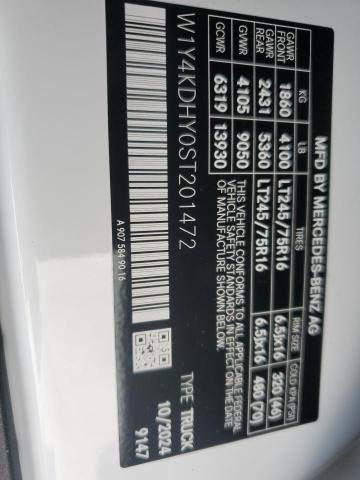 MFD BY MERCEDES-BENZ AG
KG LB TIRES RIM SIZE COLD KPA (PSI)
GAWR FRONT 1860 4100 LT245/75R16 6.5Jx16 320 (46)
GAWR REAR 2431 5360 LT245/75R16 6.5Jx16 480 (70)
GVWR 4105 9050
GCWR 6319 13930
THIS VEHICLE CONFORMS TO ALL APPLICABLE FEDERAL
VEHICLE SAFETY STANDARDS IN EFFECT ON THE DATE
OF MANUFACTURE SHOWN ABOVE
W1Y4KDHY0ST201472
TYPE: TRUCK
10/2024
9147
A 907 584 90 16